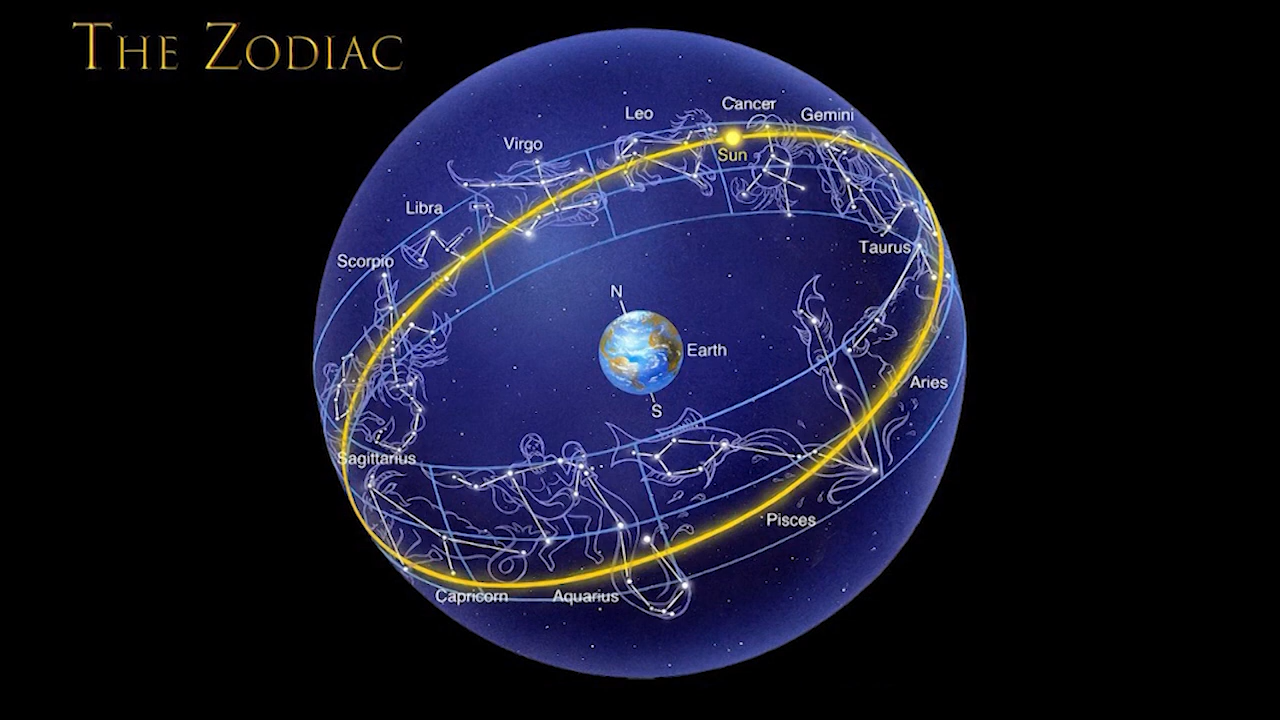 THE ZODIAC
Cancer
Leo
Gemini
Virgo
Sun
Libra
Taurus
Scorpio
N
Earth
Aries
S
Sagittarius
Pisces
Capricorn
Aquarius